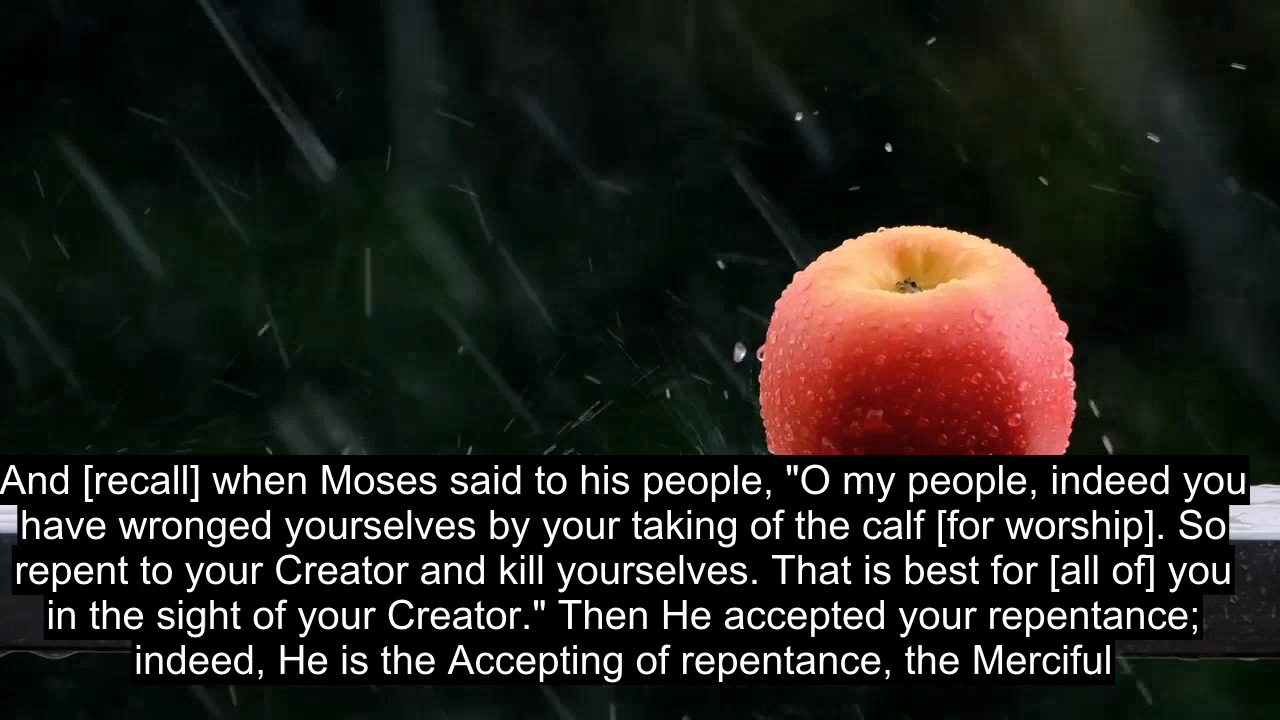 And [recall] when Moses said to his people, "O my people, indeed you
have wronged yourselves by your taking of the calf [for worship]. So
repent to your Creator and kill yourselves. That is best for [all of] you
in the sight of your Creator." Then He accepted your repentance;
indeed, He is the Accepting of repentance, the Merciful